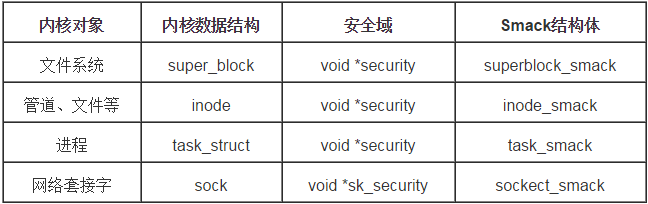 内核对象 内核数据结构 安全域 Smack结构体
文件系统 super_block void *security superblock_smack
管道、文件等 inode void *security inode_smack
进程 task_struct void *security task_smack
网络套接字 sock void *sk_security sockect_smack